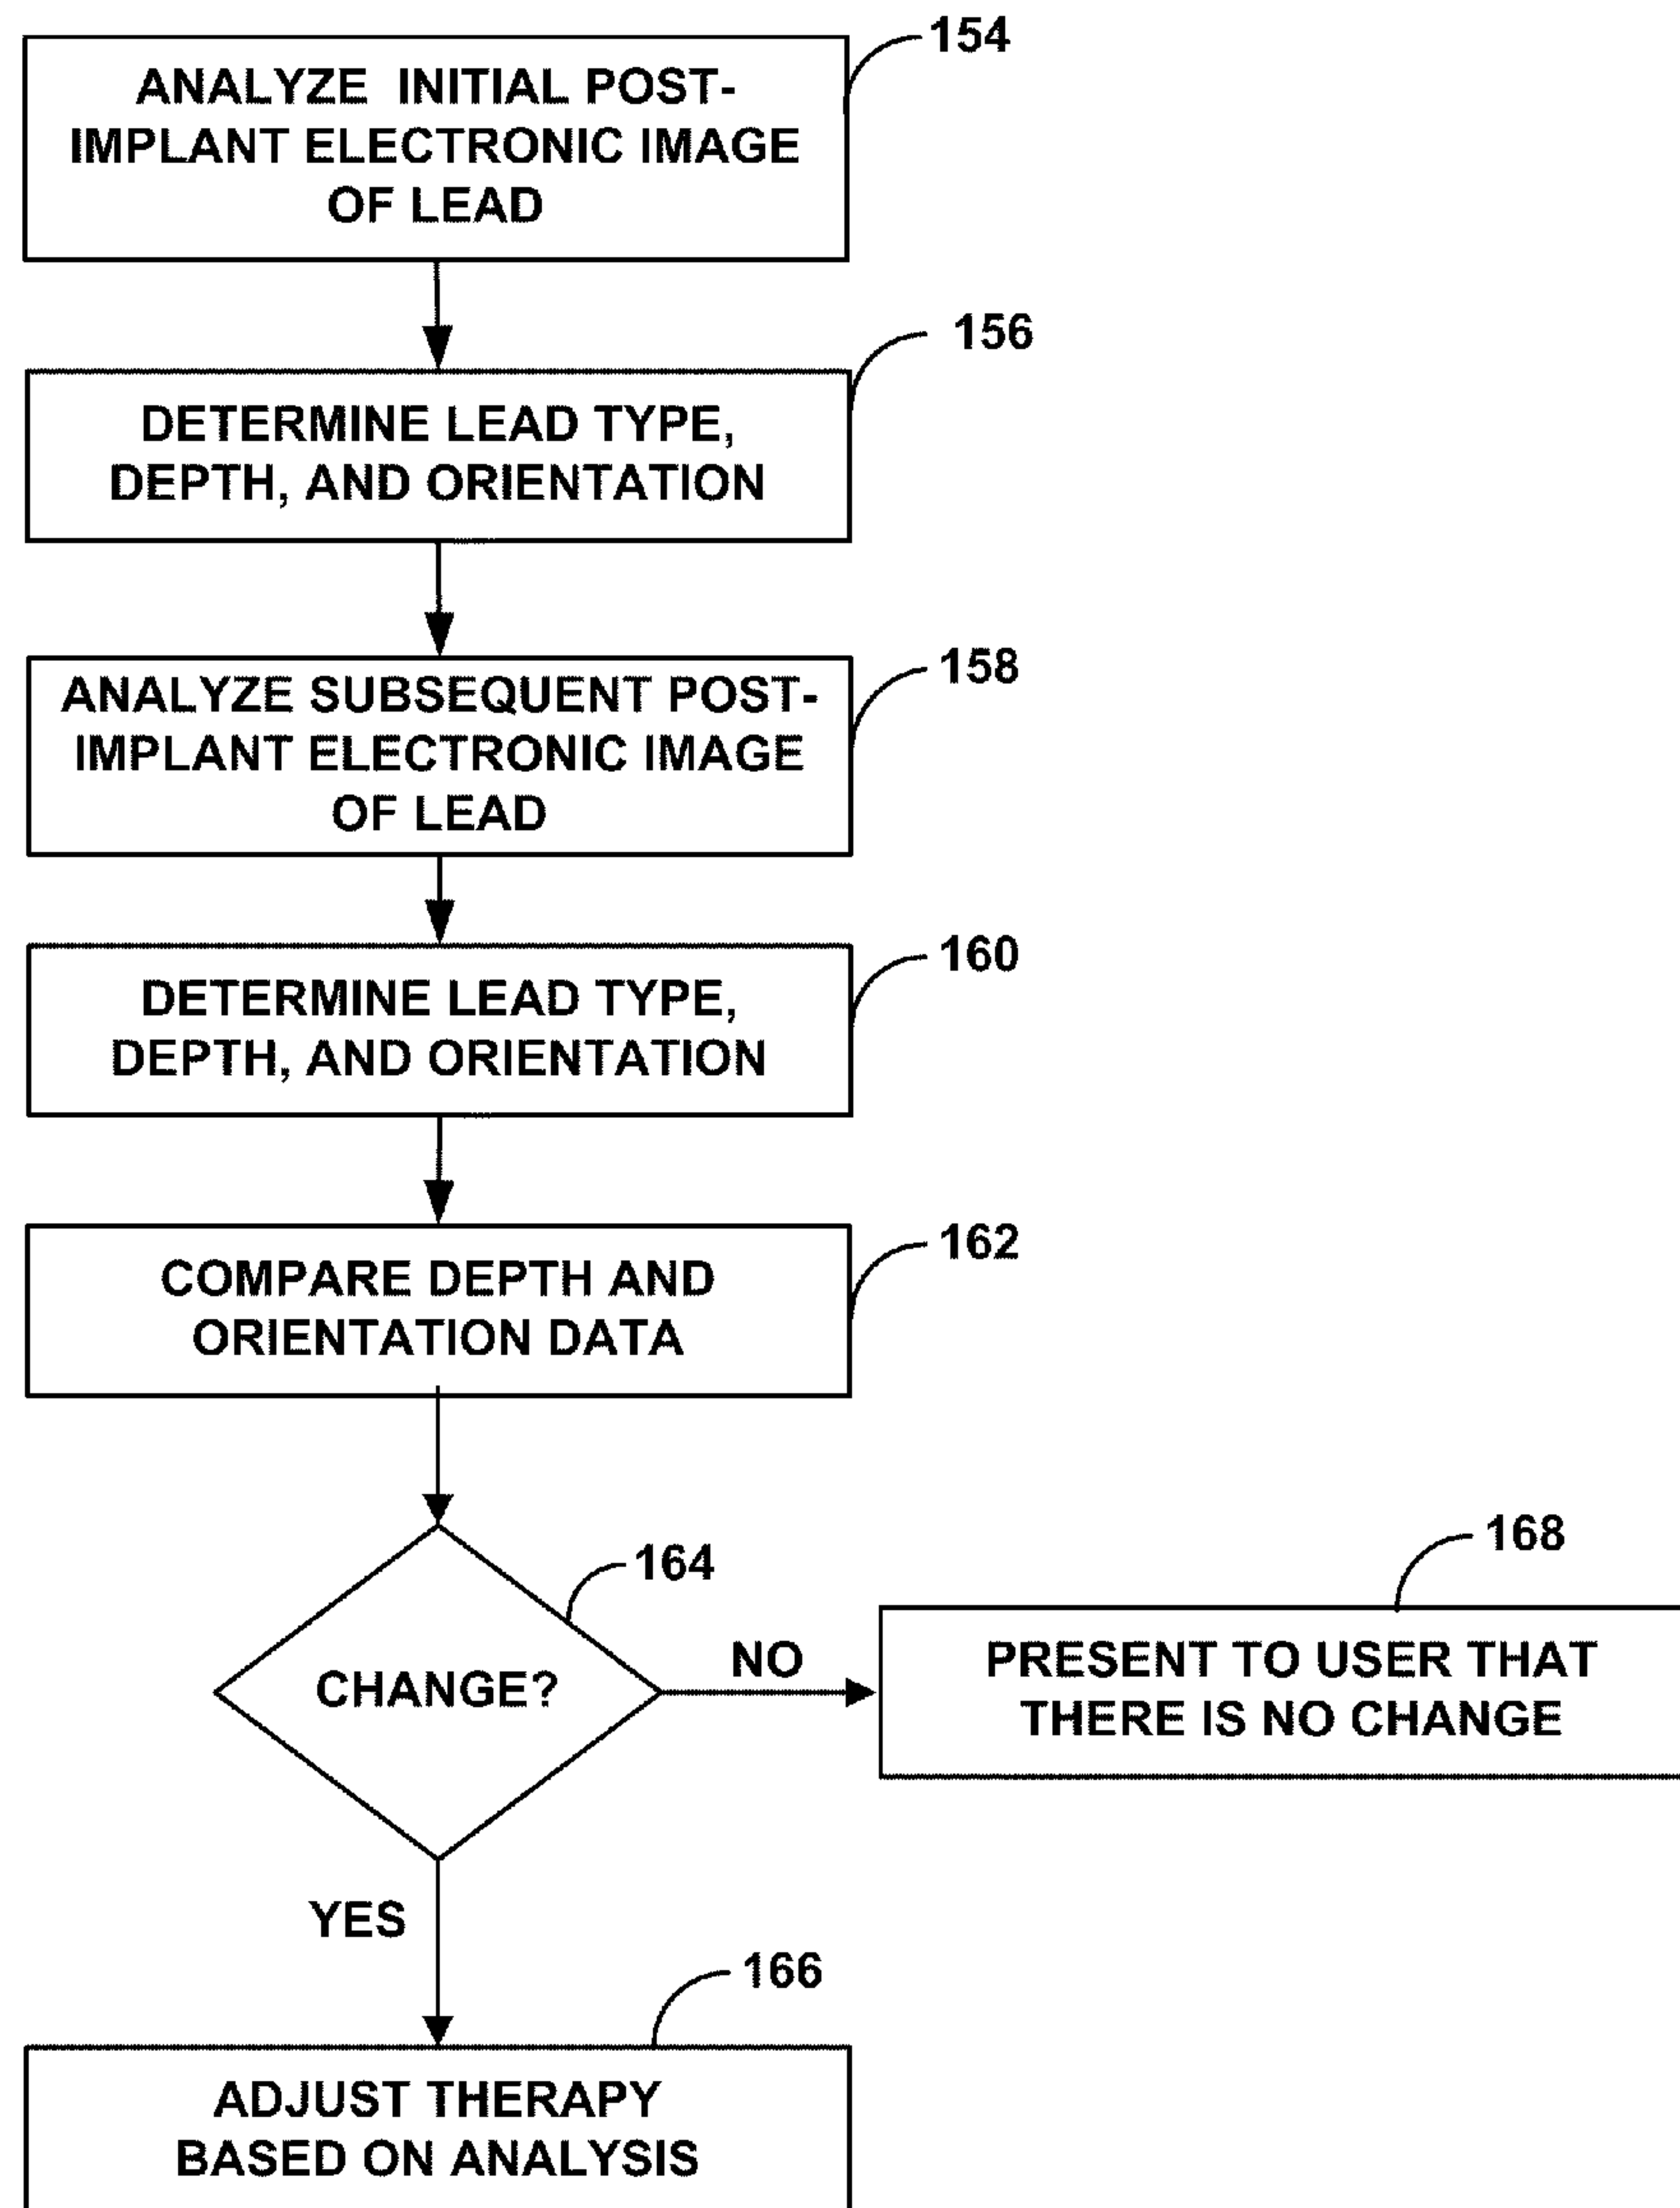 154
ANALYZE INITIAL POST-
IMPLANT ELECTRONIC IMAGE
OF LEAD
156
DETERMINE LEAD TYPE,
DEPTH, AND ORIENTATION
158
ANALYZE SUBSEQUENT POST-
IMPLANT ELECTRONIC IMAGE
OF LEAD
160
DETERMINE LEAD TYPE,
DEPTH, AND ORIENTATION
162
COMPARE DEPTH AND
ORIENTATION DATA
164
CHANGE?
NO
168
PRESENT TO USER THAT
THERE IS NO CHANGE
YES
166
ADJUST THERAPY
BASED ON ANALYSIS